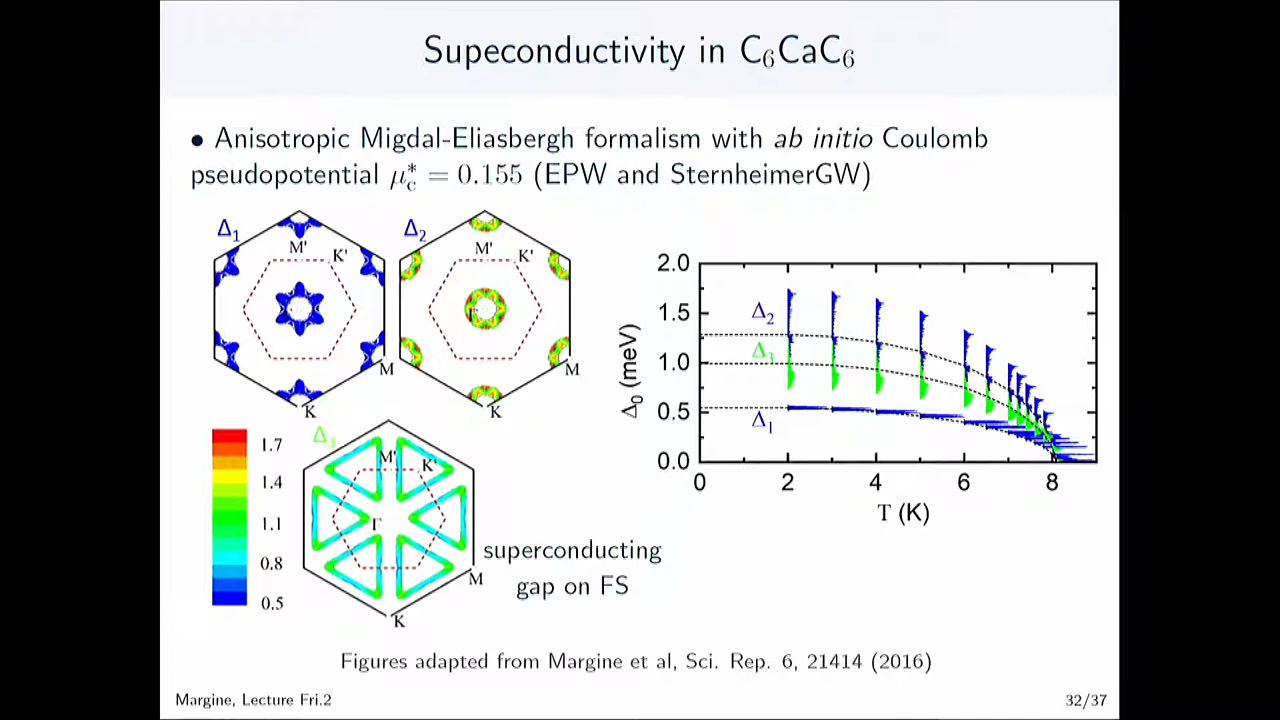 Supeconductivity in C₆CaC₆
• Anisotropic Migdal-Eliasbergh formalism with ab initio Coulomb
pseudopotential μ*c = 0.155 (EPW and SternheimerGW)
Δ₁
M'
K'
M
K
Δ₂
M'
K'
M
K
Δ₃
M'
K'
Γ
M
K
1.7
1.4
1.1
0.8
0.5
superconducting
gap on FS
2.0
1.5
1.0
0.5
0.0
Δ₀ (meV)
Δ₂
Δ₃
Δ₁
0 2 4 6 8
T (K)
Figures adapted from Margine et al, Sci. Rep. 6, 21414 (2016)
Margine, Lecture Fri.2
32/37